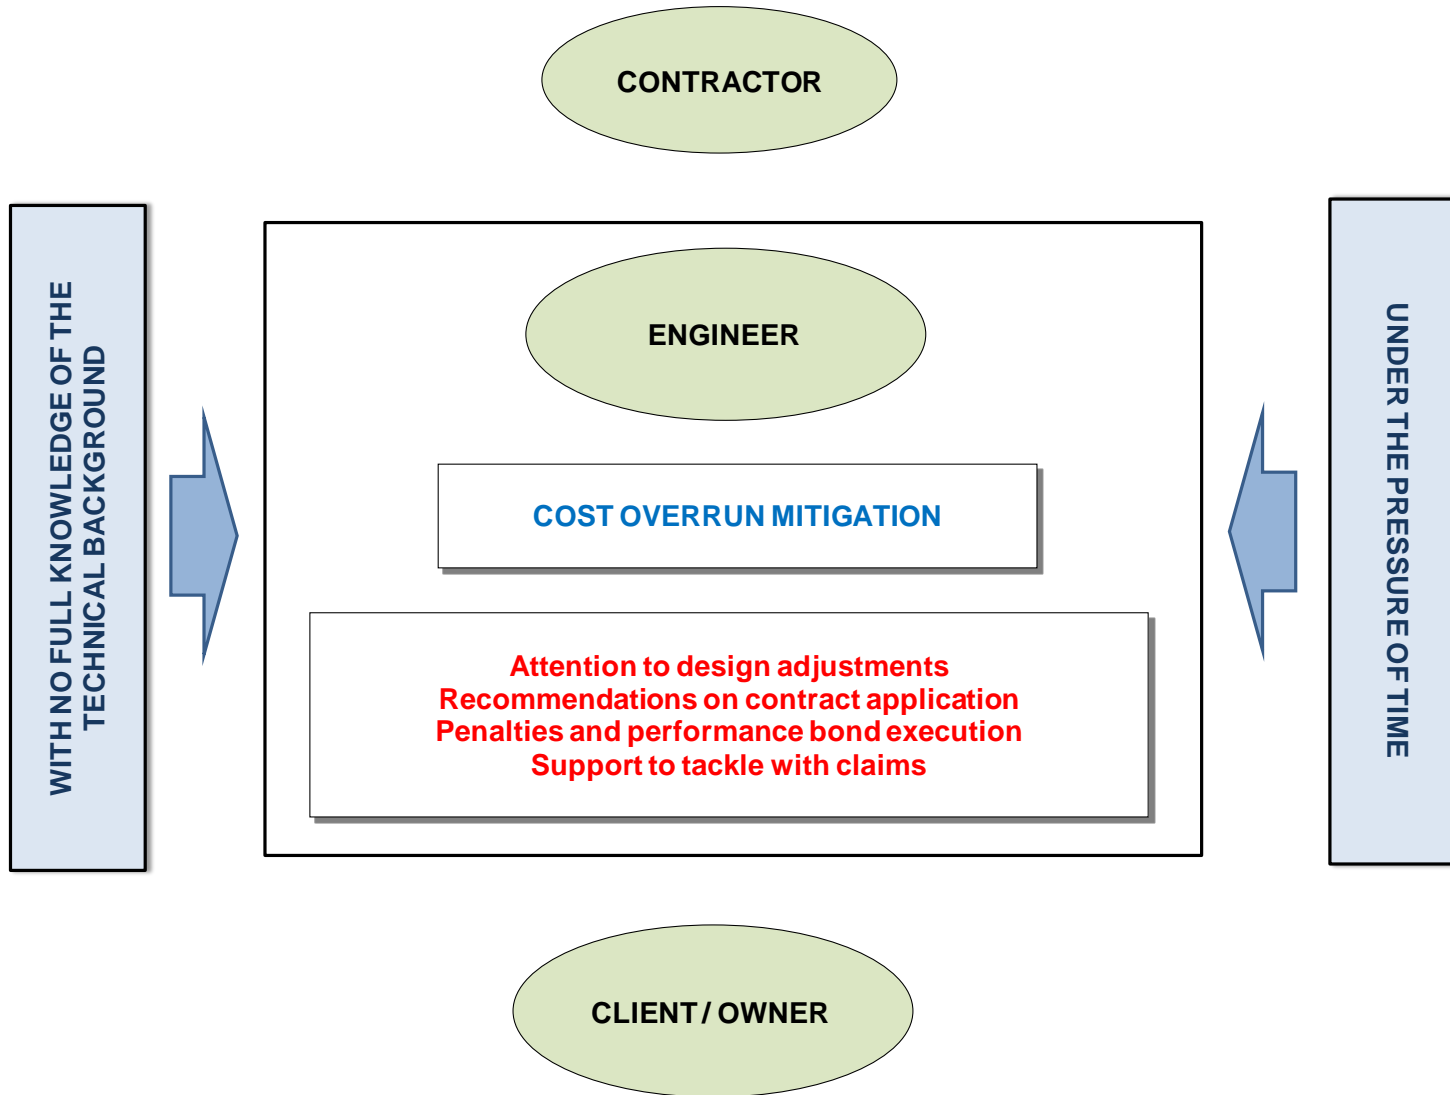 CONTRACTOR
WITH NO FULL KNOWLEDGE OF THE
TECHNICAL BACKGROUND
ENGINEER
COST OVERRUN MITIGATION
Attention to design adjustments
Recommendations on contract application
Penalties and performance bond execution
Support to tackle with claims
UNDER THE PRESSURE OF TIME
CLIENT / OWNER